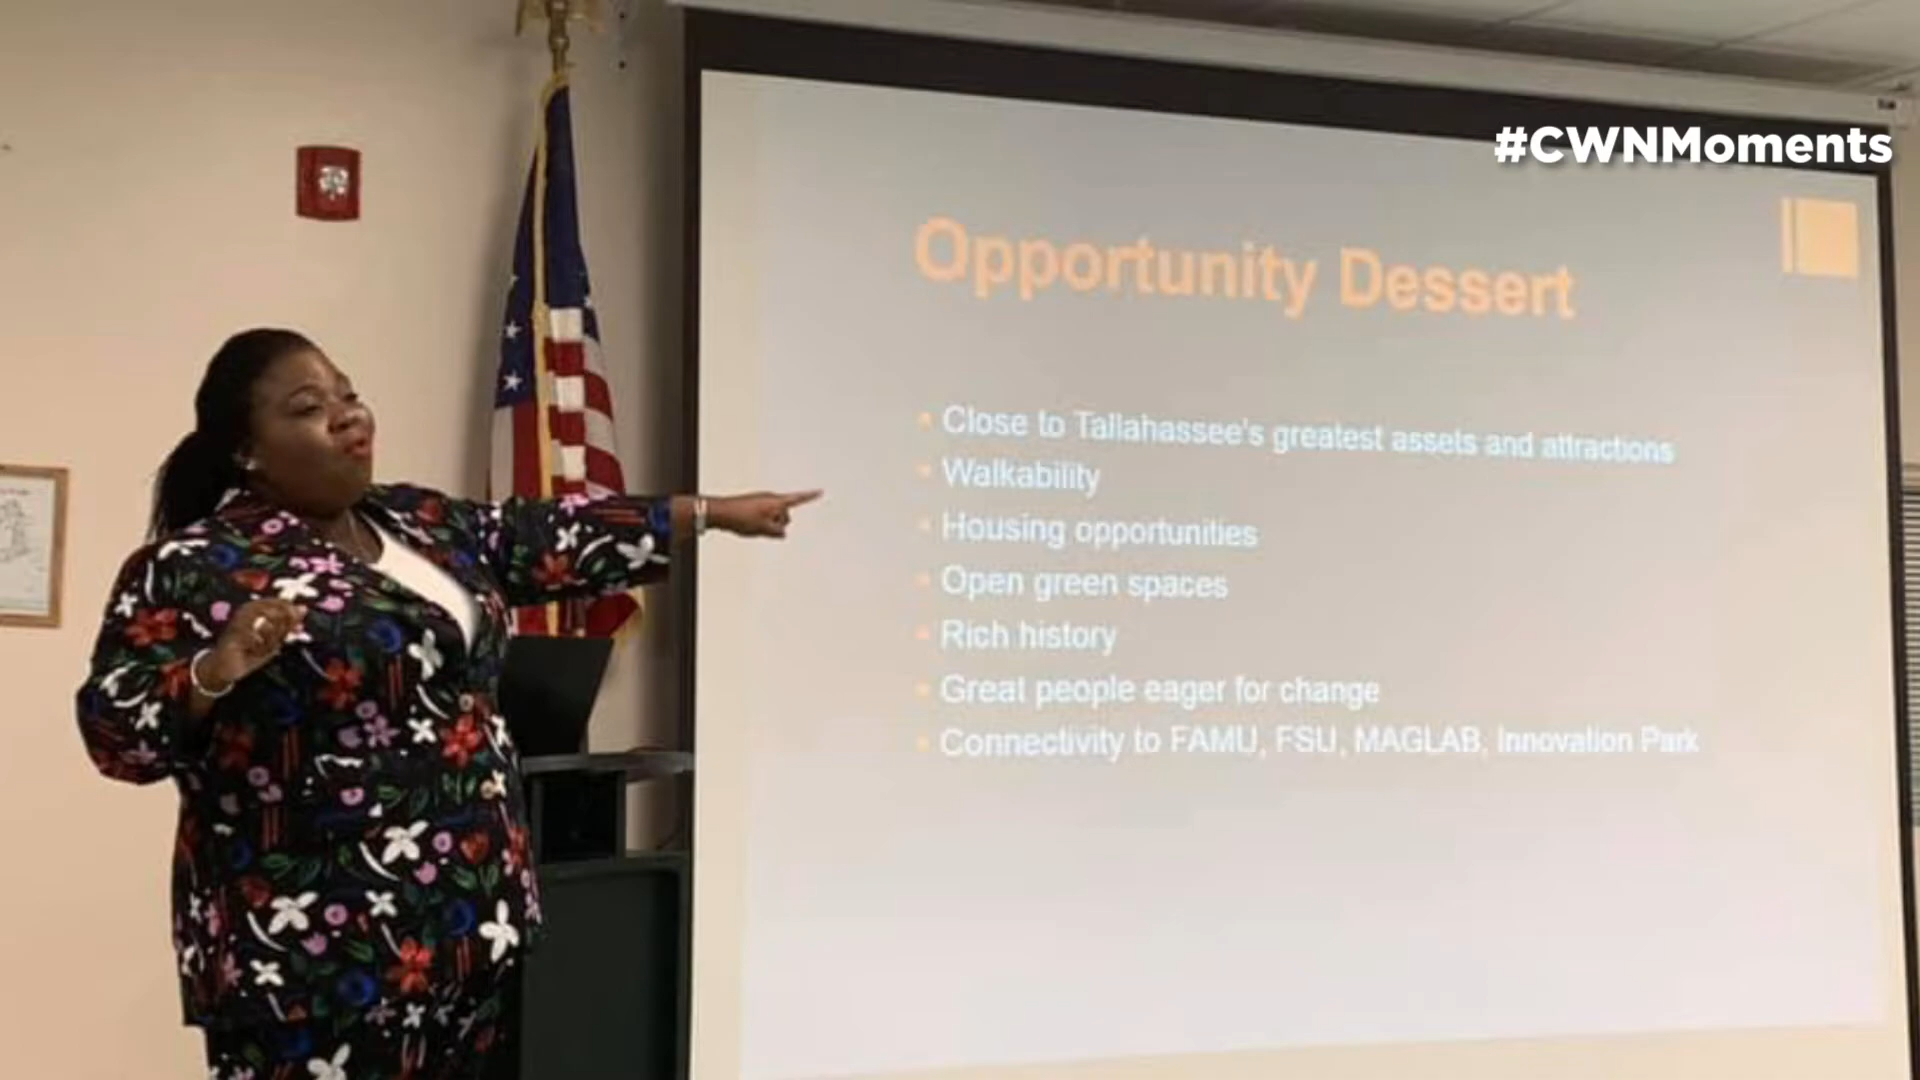 #CWNMoments
Opportunity Dessert
Close to Tallahassee's greatest assets and attractions
Walkability
Housing opportunities
Open green spaces
Rich history
Great people eager for change
Connectivity to FAMU, FSU, MAGLAB, Innovation Park